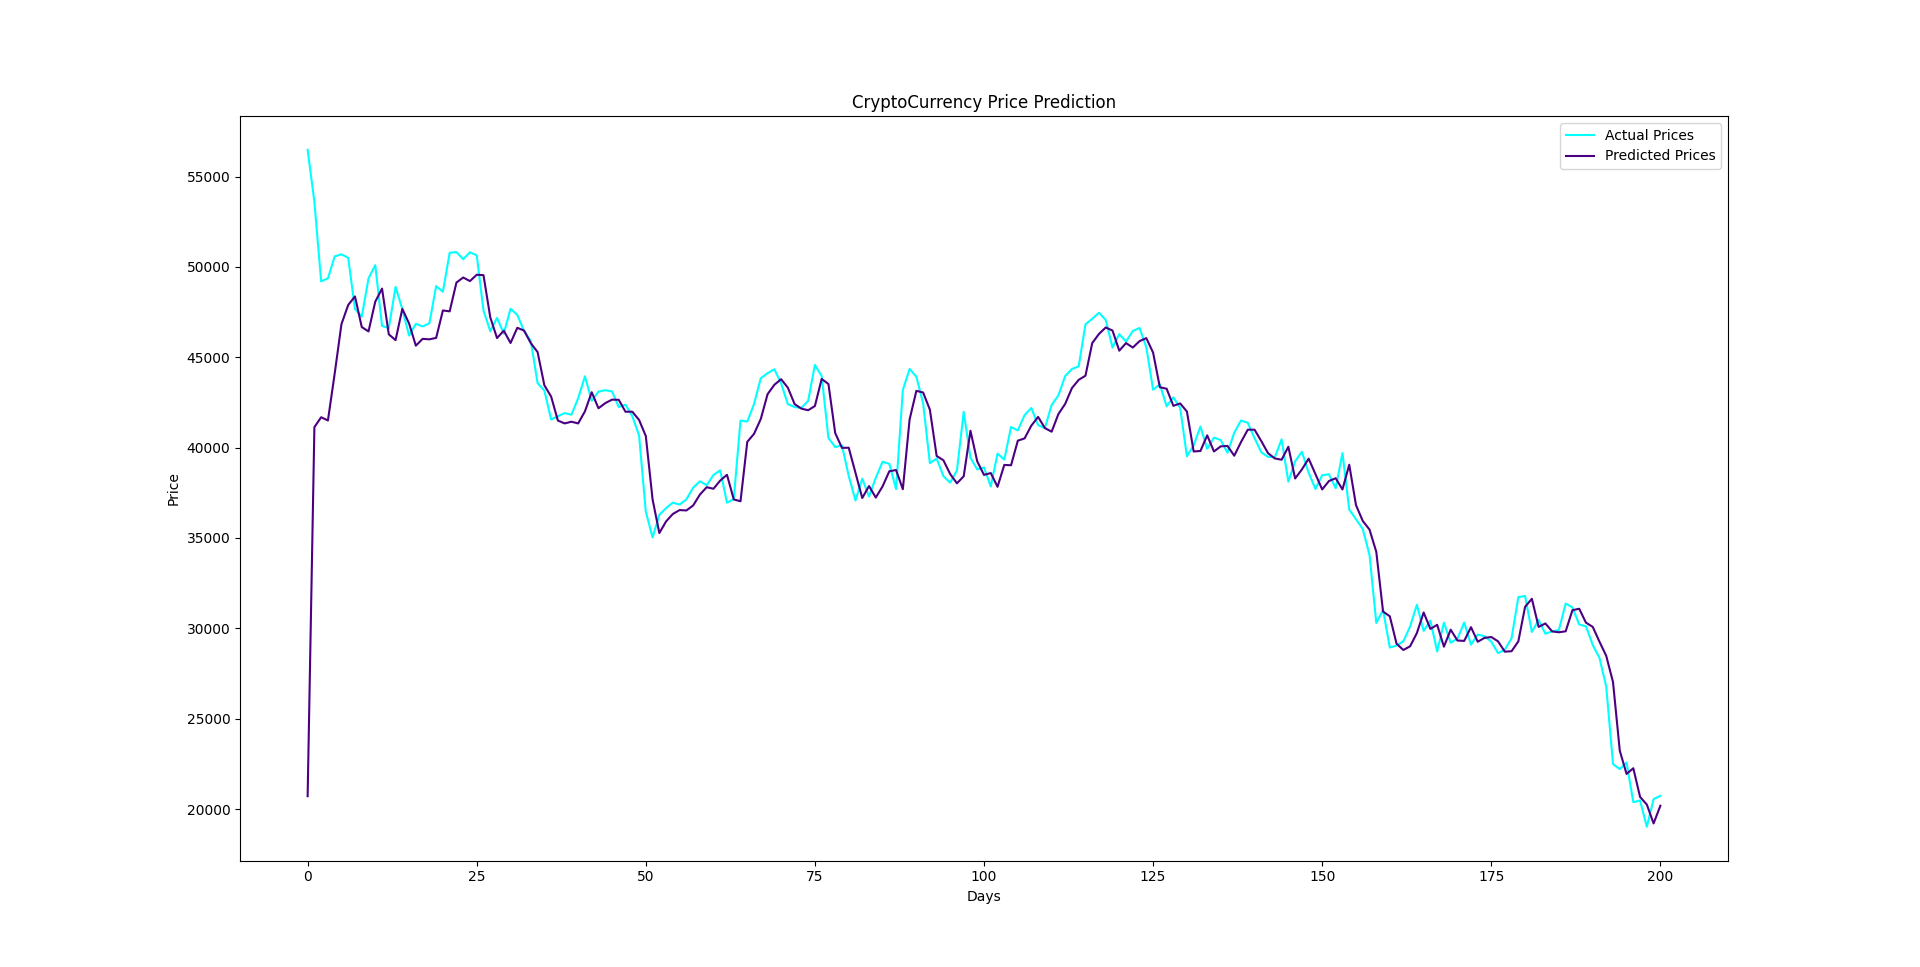 CryptoCurrency Price Prediction
Actual Prices
Predicted Prices
55000
50000
45000
40000
35000
30000
25000
20000
Price
0 25 50 75 100 125 150 175 200
Days